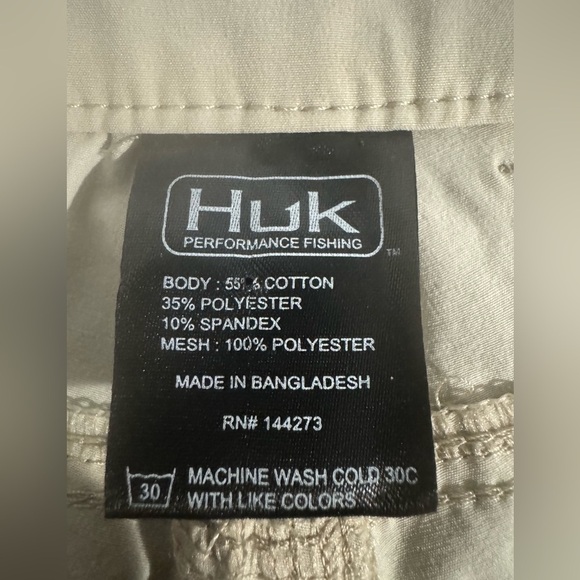 HUK
PERFORMANCE FISHING
TM
BODY : 55% COTTON
35% POLYESTER
10% SPANDEX
MESH : 100% POLYESTER
MADE IN BANGLADESH
RN# 144273
30
MACHINE WASH COLD 30C
WITH LIKE COLORS